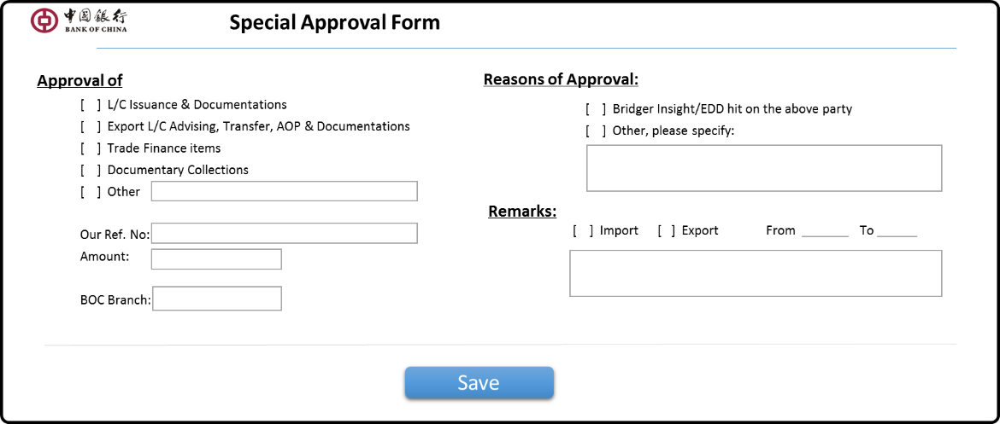 中国银行
BANK OF CHINA
Special Approval Form
Approval of
[ ] L/C Issuance & Documentations
[ ] Export L/C Advising, Transfer, AOP & Documentations
[ ] Trade Finance items
[ ] Documentary Collections
[ ] Other
Our Ref. No:
Amount:
BOC Branch:
Reasons of Approval:
[ ] Bridger Insight/EDD hit on the above party
[ ] Other, please specify:
Remarks:
[ ] Import [ ] Export From ______ To ______
Save